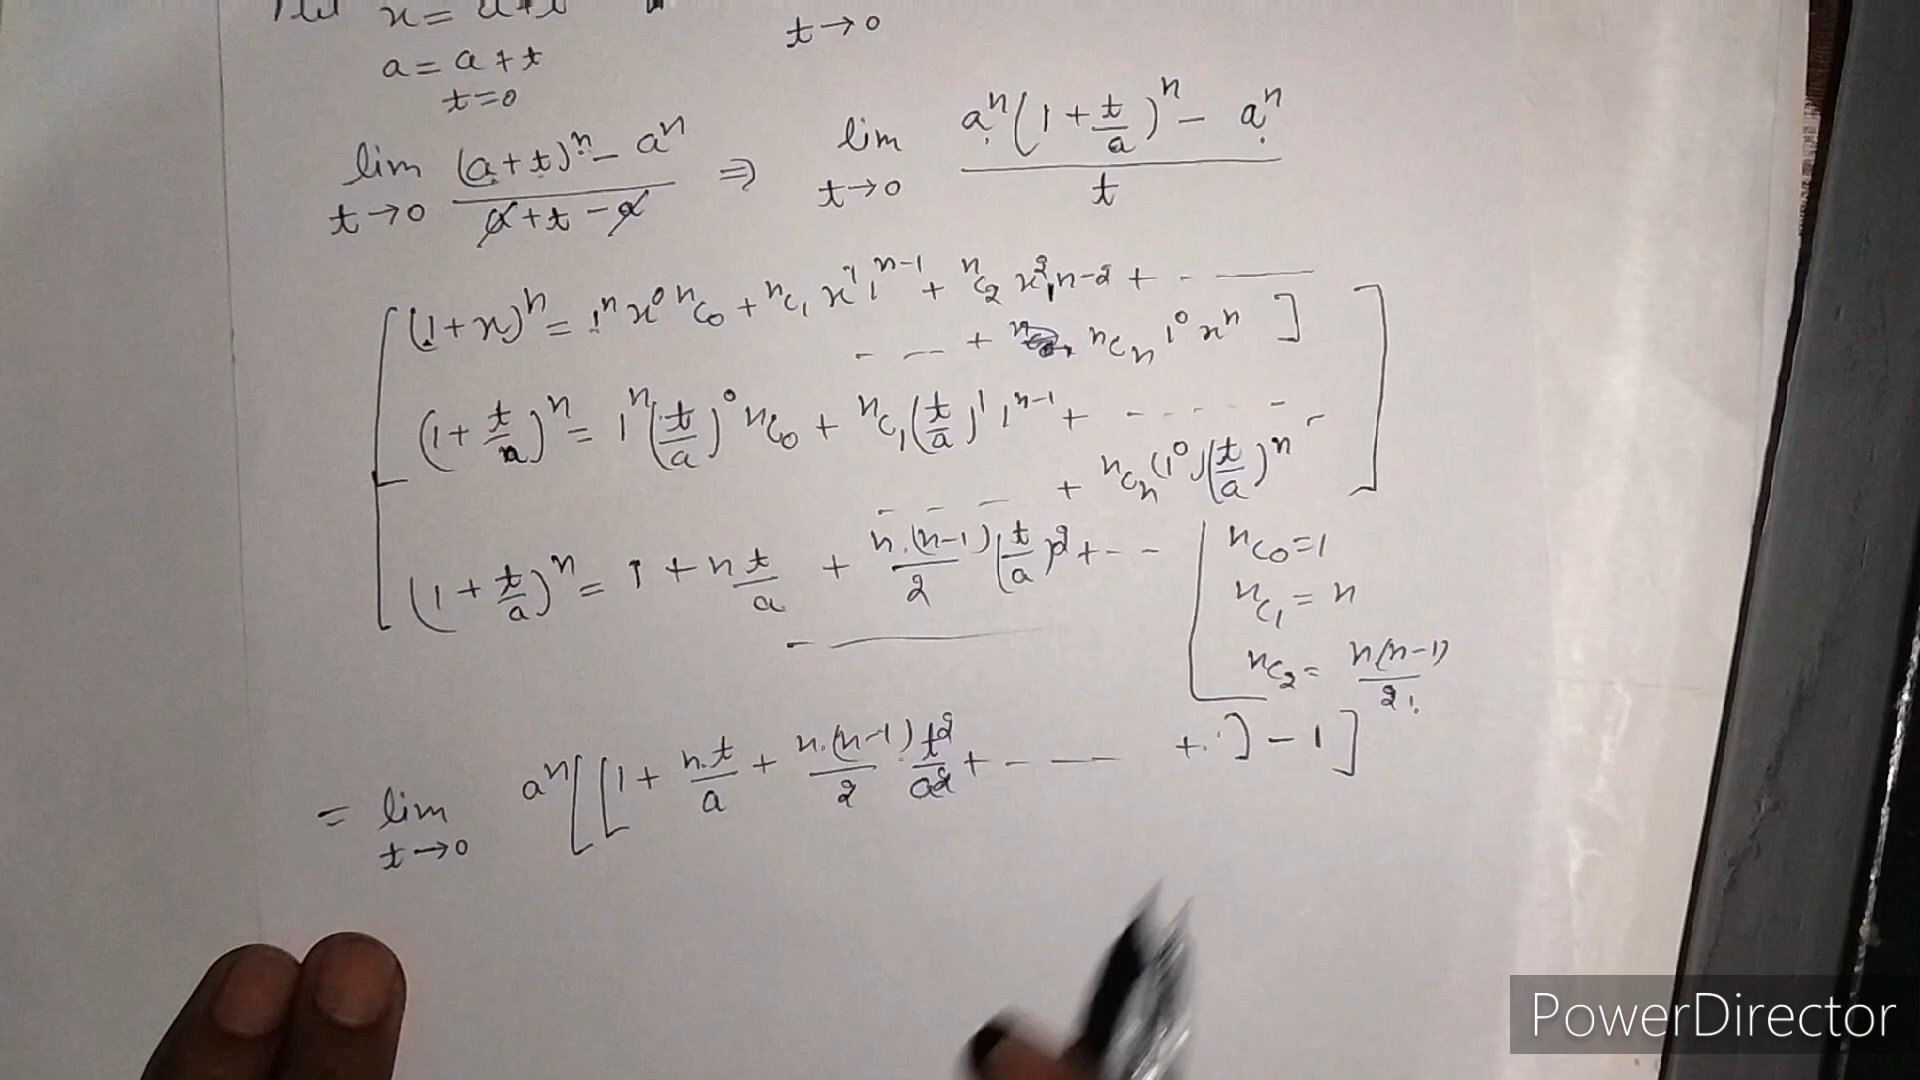 x = a+t
t→0
a = a+t
t=0
lim t→0 (a+t)ⁿ - aⁿ / a+t-a ⇒ lim t→0 aⁿ(1+t/a)ⁿ - aⁿ / t
(1+x)ⁿ = 1ⁿ x⁰ ⁿC₀ + ⁿC₁ x¹ 1ⁿ⁻¹ + ⁿC₂ x² 1ⁿ⁻² + - ---
- -- + ⁿCₙ 1⁰ xⁿ ]
(1+t/a)ⁿ = 1ⁿ(t/a)⁰ ⁿC₀ + ⁿC₁(t/a)¹ 1ⁿ⁻¹ + - - - - - -
- - - + ⁿCₙ(1⁰)(t/a)ⁿ
(1+t/a)ⁿ = 1 + n t/a + n.(n-1)/2 (t/a)² + - -
ⁿC₀ = 1
ⁿC₁ = n
ⁿC₂ = n(n-1)/2!
= lim t→0 aⁿ[[1 + n.t/a + n.(n-1)/2 . t²/a² + - -- + .] - 1]
PowerDirector